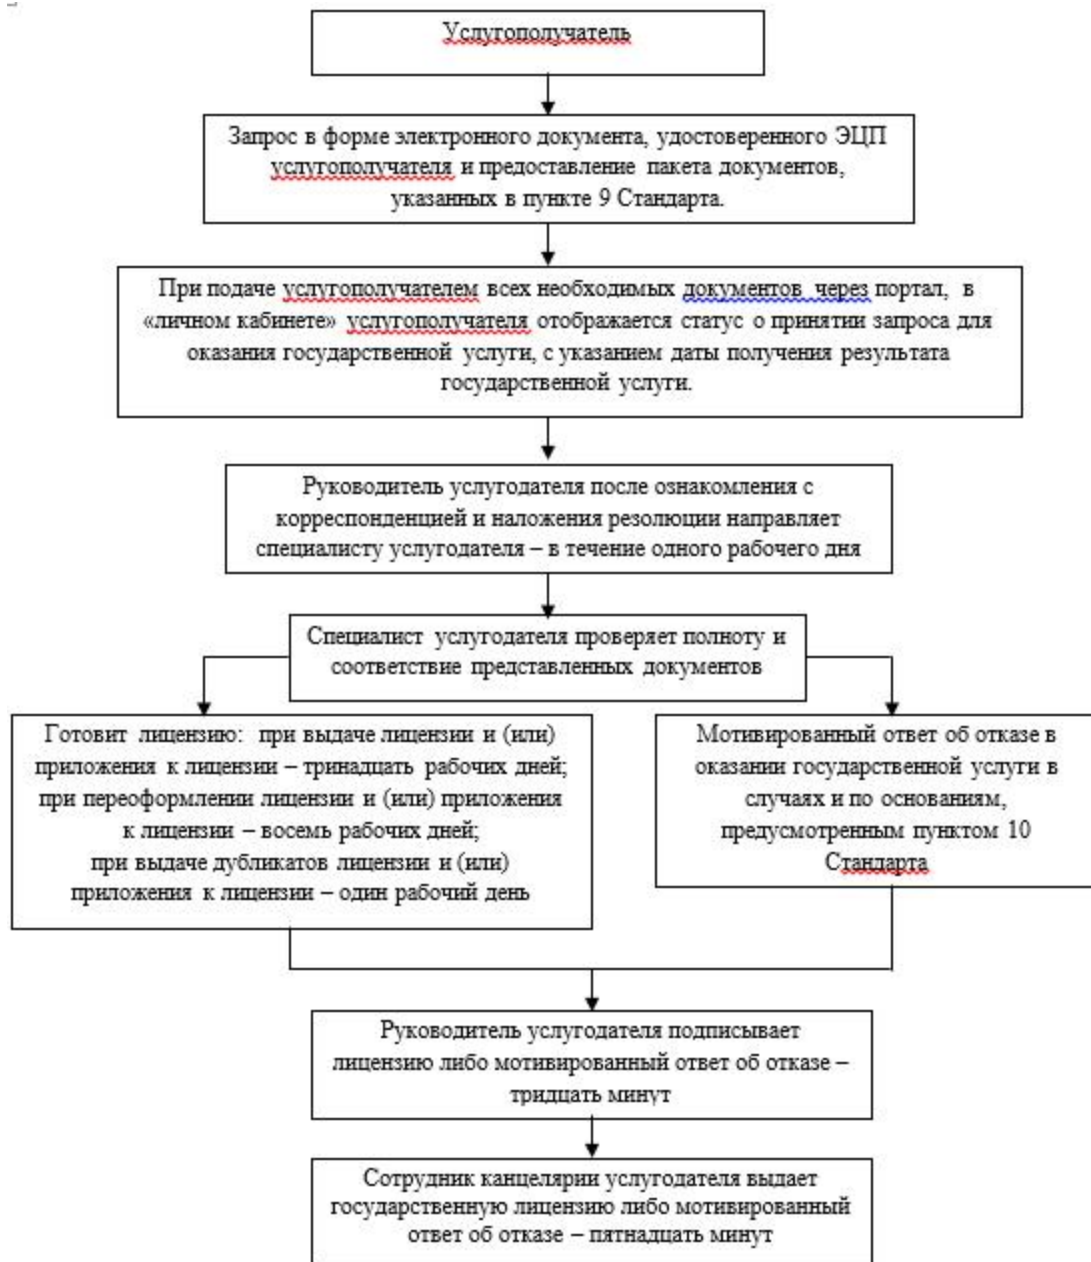 Услугополучатель
Запрос в форме электронного документа, удостоверенного ЭЦП
услугополучателя и предоставление пакета документов,
указанных в пункте 9 Стандарта.
При подаче услугополучателем всех необходимых документов через портал, в
«личном кабинете» услугополучателя отображается статус о принятии запроса для
оказания государственной услуги, с указанием даты получения результата
государственной услуги.
Руководитель услугодателя после ознакомления с
корреспонденцией и наложения резолюции направляет
специалисту услугодателя – в течение одного рабочего дня
Специалист услугодателя проверяет полноту и
соответствие представленных документов
Готовит лицензию: при выдаче лицензии и (или)
приложения к лицензии – тринадцать рабочих дней;
при переоформлении лицензии и (или) приложения
к лицензии – восемь рабочих дней;
при выдаче дубликатов лицензии и (или)
приложения к лицензии – один рабочий день
Мотивированный ответ об отказе в
оказании государственной услуги в
случаях и по основаниям,
предусмотренным пунктом 10
Стандарта
Руководитель услугодателя подписывает
лицензию либо мотивированный ответ об отказе –
тридцать минут
Сотрудник канцелярии услугодателя выдает
государственную лицензию либо мотивированный
ответ об отказе – пятнадцать минут